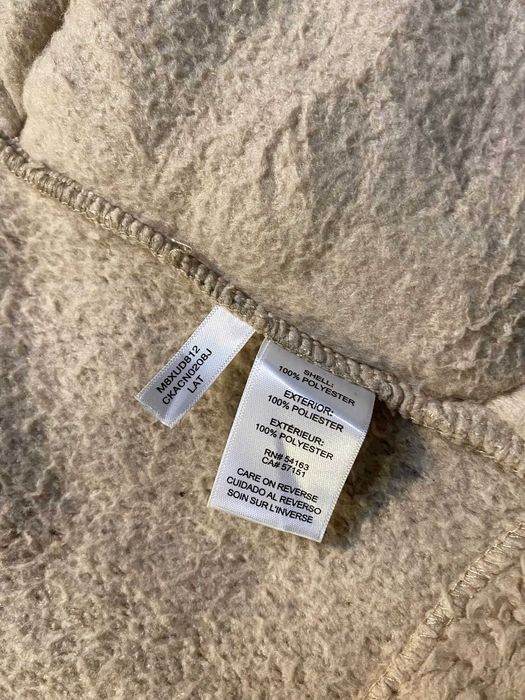 M8XUD812
CKACN0208J
LAT
SHELL:
100% POLYESTER
EXTERIOR:
100% POLIESTER
EXTÉRIEUR:
100% POLYESTER
RN# 54163
CA# 57151
CARE ON REVERSE
CUIDADO AL REVERSO
SOIN SUR L'INVERSE